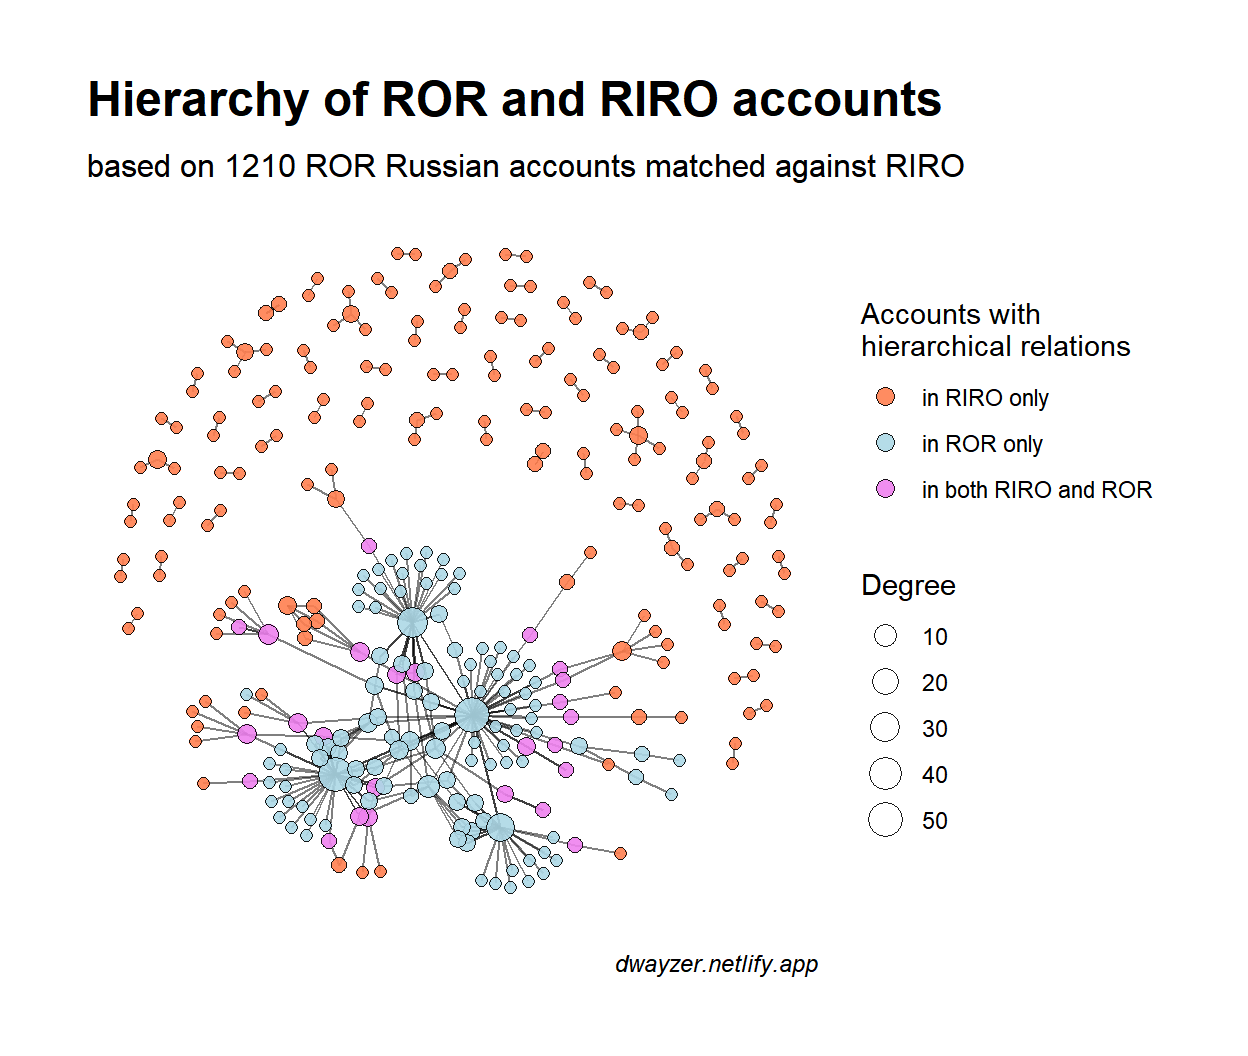 Hierarchy of ROR and RIRO accounts
based on 1210 ROR Russian accounts matched against RIRO
Accounts with
hierarchical relations
in RIRO only
in ROR only
in both RIRO and ROR
Degree
10
20
30
40
50
dwayzer.netlify.app